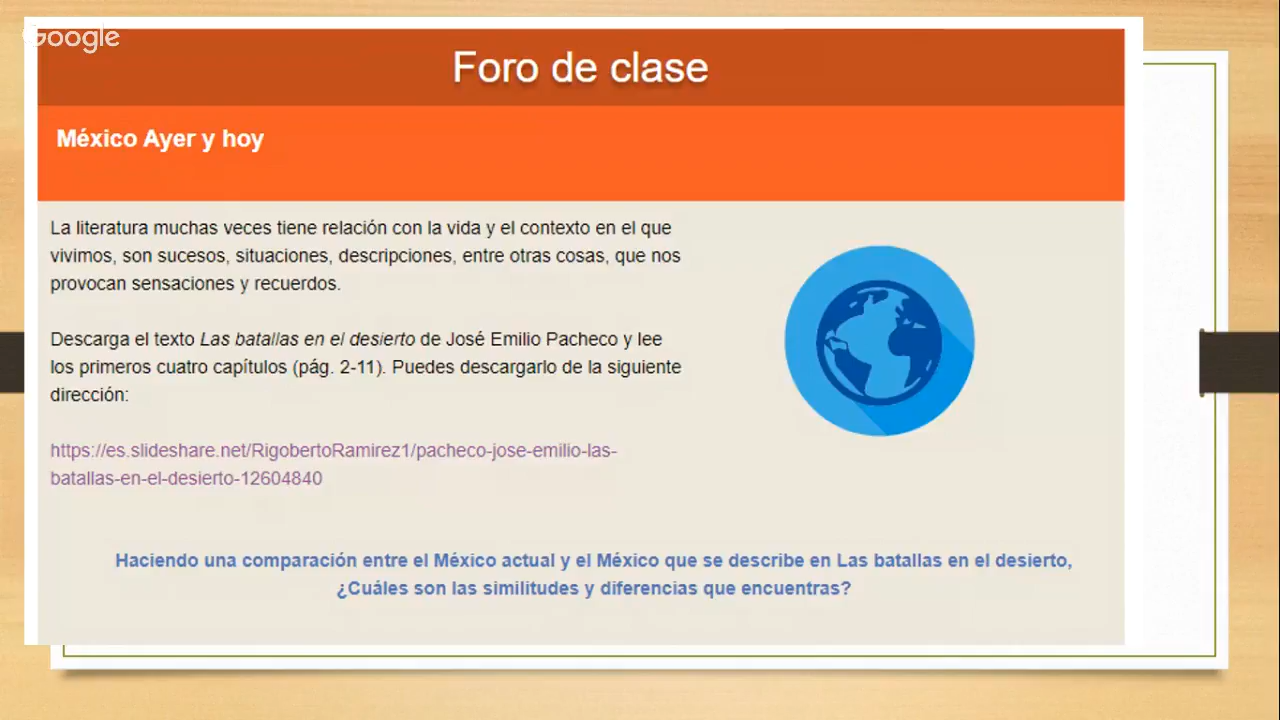 Google
Foro de clase
México Ayer y hoy
La literatura muchas veces tiene relación con la vida y el contexto en el que
vivimos, son sucesos, situaciones, descripciones, entre otras cosas, que nos
provocan sensaciones y recuerdos.
Descarga el texto Las batallas en el desierto de José Emilio Pacheco y lee
los primeros cuatro capítulos (pág. 2-11). Puedes descargarlo de la siguiente
dirección:
https://es.slideshare.net/RigobertoRamirez1/pacheco-jose-emilio-las-
batallas-en-el-desierto-12604840
Haciendo una comparación entre el México actual y el México que se describe en Las batallas en el desierto,
¿Cuáles son las similitudes y diferencias que encuentras?